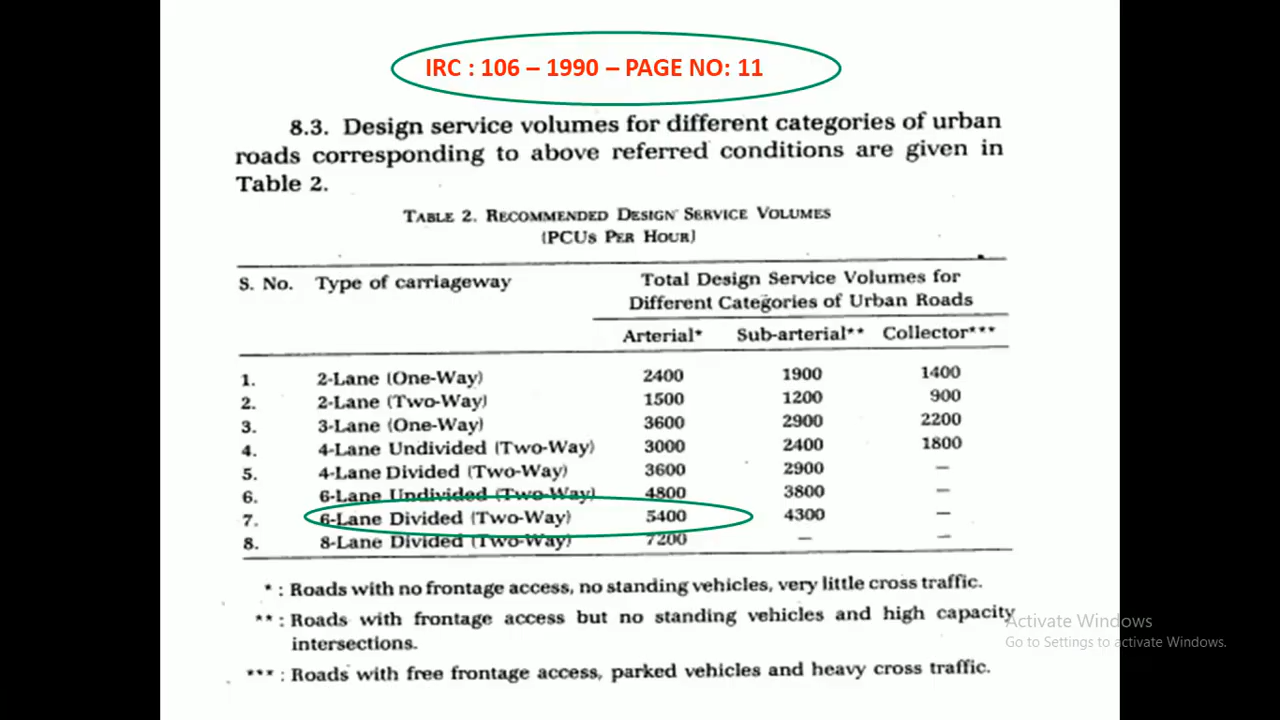 IRC : 106 – 1990 – PAGE NO: 11
8.3. Design service volumes for different categories of urban
roads corresponding to above referred conditions are given in
Table 2.
TABLE 2. RECOMMENDED DESIGN SERVICE VOLUMES
(PCUS PER HOUR)
S. No. Type of carriageway Total Design Service Volumes for
Different Categories of Urban Roads
Arterial* Sub-arterial** Collector***
1. 2-Lane (One-Way) 2400 1900 1400
2. 2-Lane (Two-Way) 1500 1200 900
3. 3-Lane (One-Way) 3600 2900 2200
4. 4-Lane Undivided (Two-Way) 3000 2400 1800
5. 4-Lane Divided (Two-Way) 3600 2900 —
6. 6-Lane Undivided (Two-Way) 4800 3800 —
7. 6-Lane Divided (Two-Way) 5400 4300 —
8. 8-Lane Divided (Two-Way) 7200 — —
* : Roads with no frontage access, no standing vehicles, very little cross traffic.
** : Roads with frontage access but no standing vehicles and high capacity
intersections.
*** : Roads with free frontage access, parked vehicles and heavy cross traffic.
Activate Windows
Go to Settings to activate Windows.